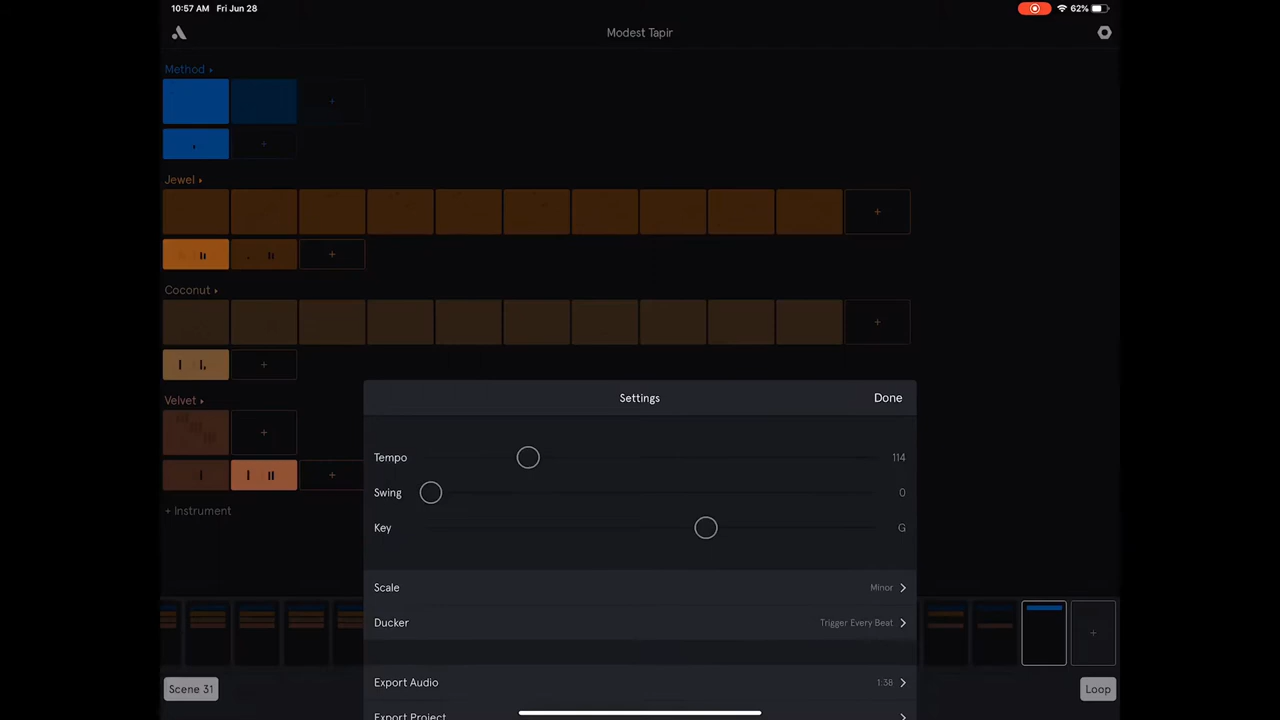 10:57 AM Fri Jun 28
62%
Modest Tapir
Method
+
+
Jewel
+
+
Coconut
+
+
Velvet
+
+
+ Instrument
Settings
Done
Tempo 114
Swing 0
Key G
Scale Minor
Ducker Trigger Every Beat
Export Audio 1:38
Export Project
+
Scene 31
Loop